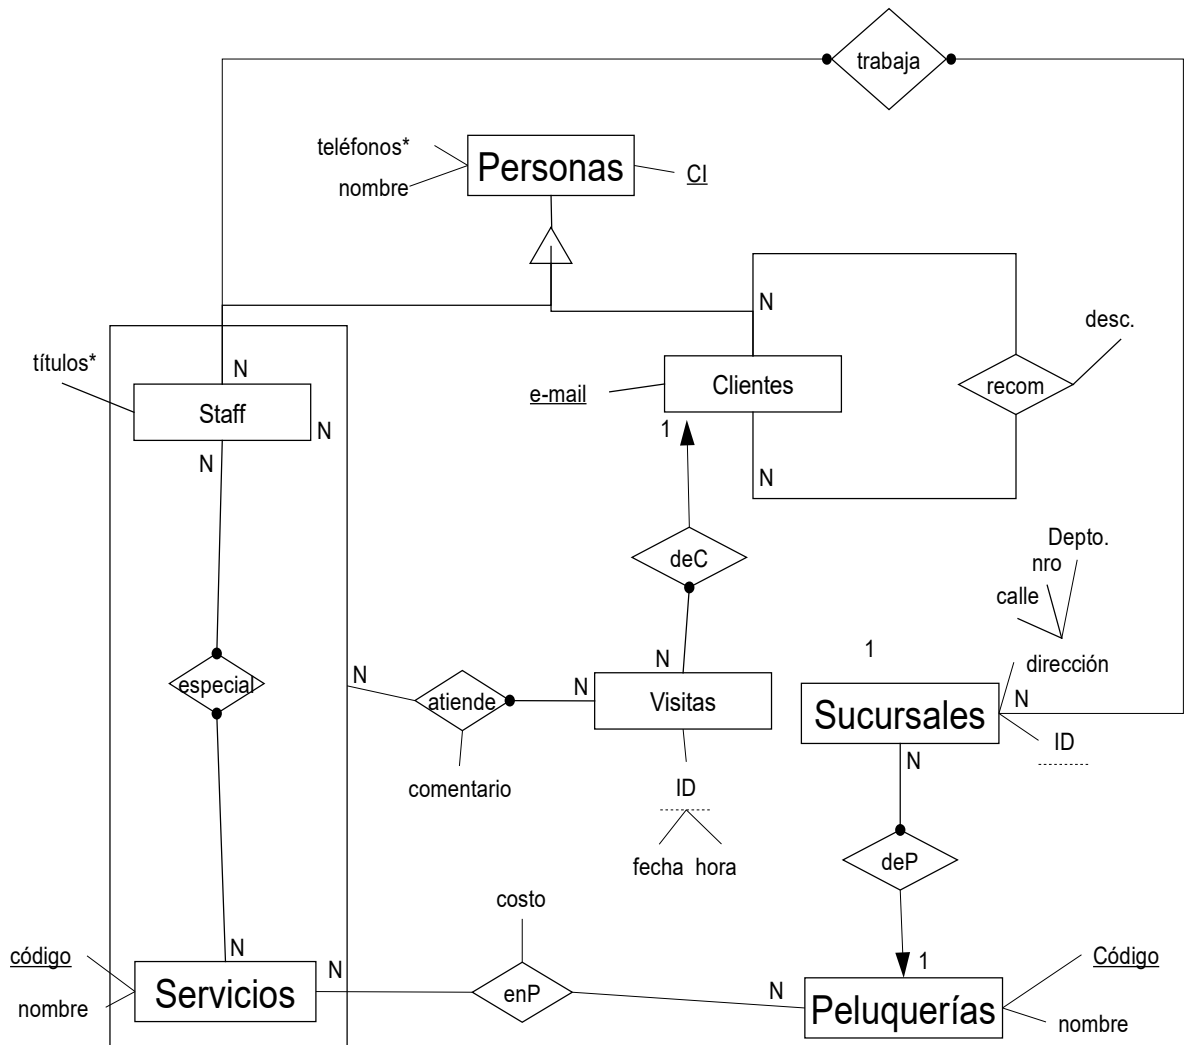 trabaja
teléfonos*
Personas
nombre
CI
N
desc.
títulos*
N
Clientes
recom
e-mail
Staff
N
1
N
N
deC
Depto.
nro
calle
1
dirección
N
especial
N
N
atiende
Visitas
Sucursales
N
ID
N
comentario
ID
deP
fecha hora
costo
N
código
N
1
Código
Servicios
enP
N
Peluquerías
nombre
nombre